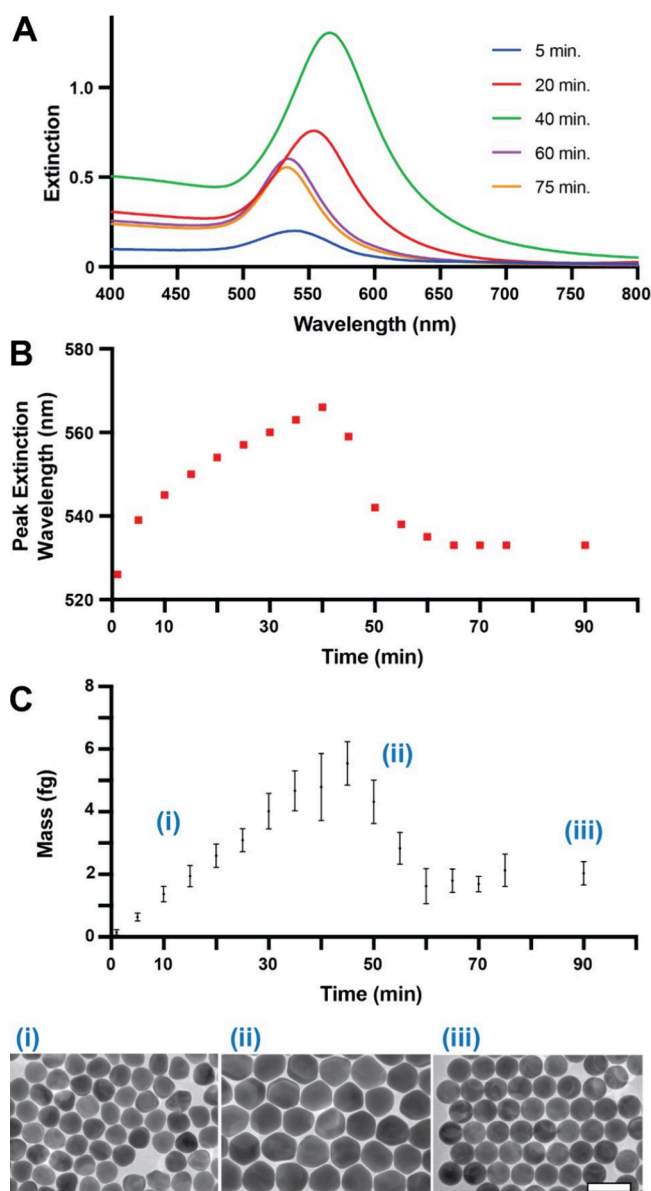 A
Extinction
1.0
0.5
0
5 min.
20 min.
40 min.
60 min.
75 min.
400 450 500 550 600 650 700 750 800
Wavelength (nm)
B
Peak Extinction
Wavelength (nm)
580
560
540
520
0 10 30 50 70 90
Time (min)
C
Mass (fg)
8
6
4
2
0
(i)
(ii)
(iii)
0 10 30 50 70 90
Time (min)
(i) (ii) (iii)